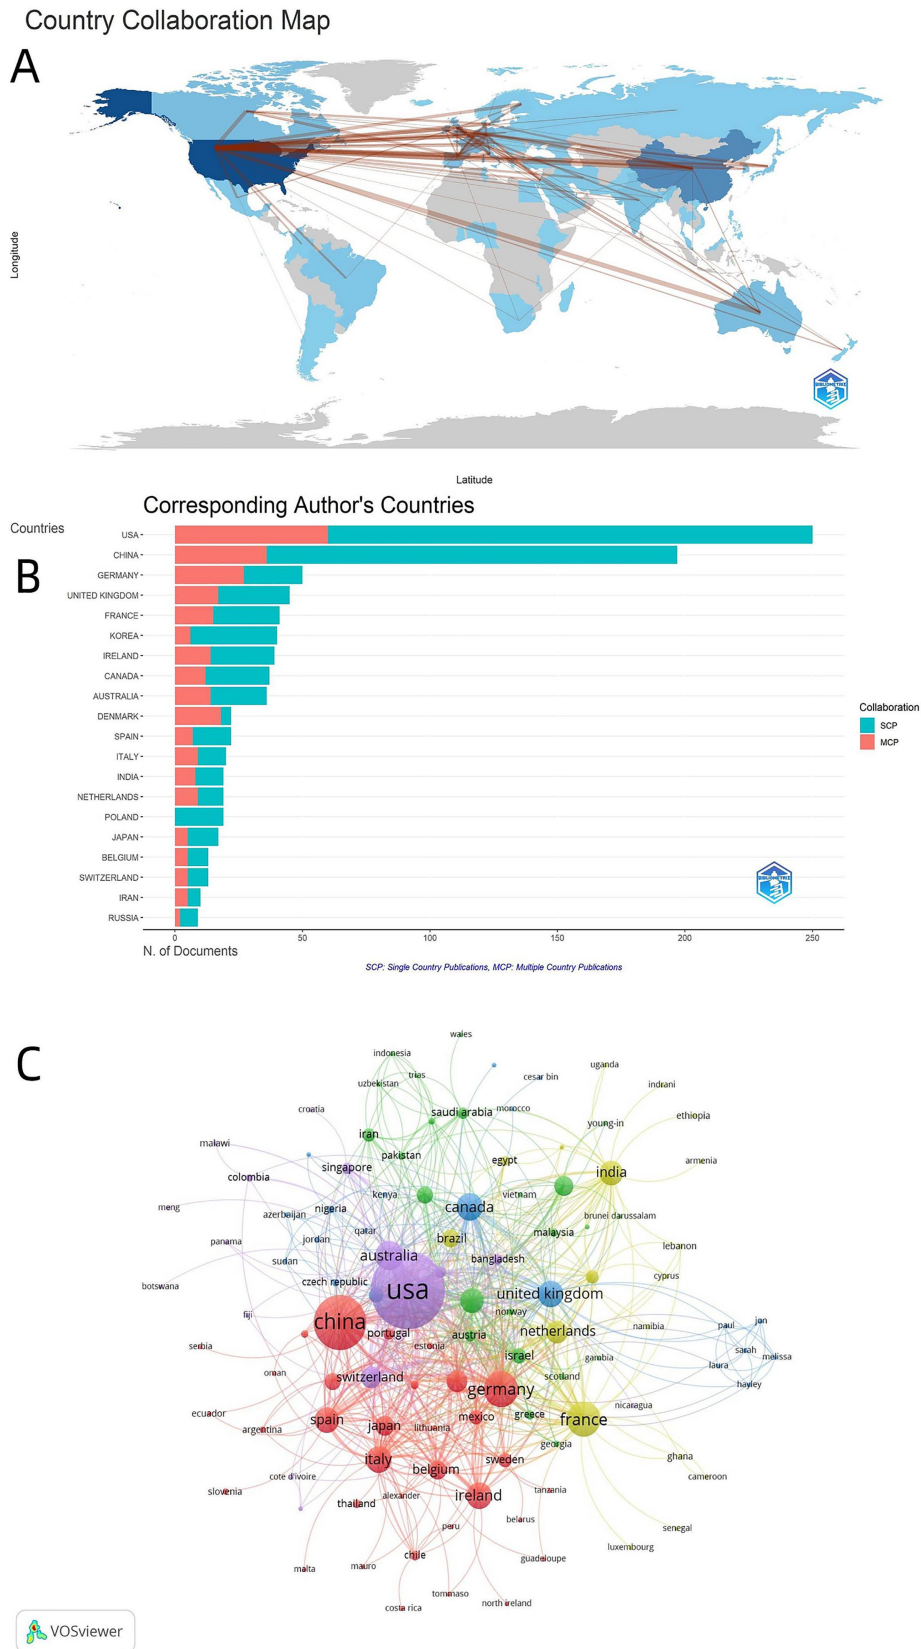 Country Collaboration Map
A
Longitude
Latitude
Corresponding Author's Countries
Countries
B
USA
CHINA
GERMANY
UNITED KINGDOM
FRANCE
KOREA
IRELAND
CANADA
AUSTRALIA
DENMARK
SPAIN
ITALY
INDIA
NETHERLANDS
POLAND
JAPAN
BELGIUM
SWITZERLAND
IRAN
RUSSIA
Collaboration
SCP
MCP
0 50 100 150 200 250
N. of Documents
SCP: Single Country Publications, MCP: Multiple Country Publications
C
wales
indonesia
uganda
trias
cesar bin
uzbekistan
indrani
croatia
saudi arabia
morocco
ethiopia
young-in
iran
malawi
pakistan
egypt
armenia
singapore
india
colombia
kenya
vietnam
meng
azerbaijan
nigeria
canada
brunei darussalam
qatar
malaysia
panama
jordan
brazil
lebanon
australia
bangladesh
sudan
cyprus
botswana
czech republic
usa
united kingdom
fiji
norway
china
namibia
paul
jon
portugal
austria
netherlands
serbia
estonia
sarah
israel
gambia
laura
melissa
oman
switzerland
scotland
hayley
germany
nicaragua
ecuador
spain
japan
mexico
greece
france
argentina
lithuania
georgia
italy
sweden
ghana
belgium
cote d'ivoire
cameroon
slovenia
alexander
ireland
tanzania
thailand
peru
belarus
senegal
chile
guadeloupe
luxembourg
malta
mauro
tommaso
costa rica
north ireland
VOSviewer